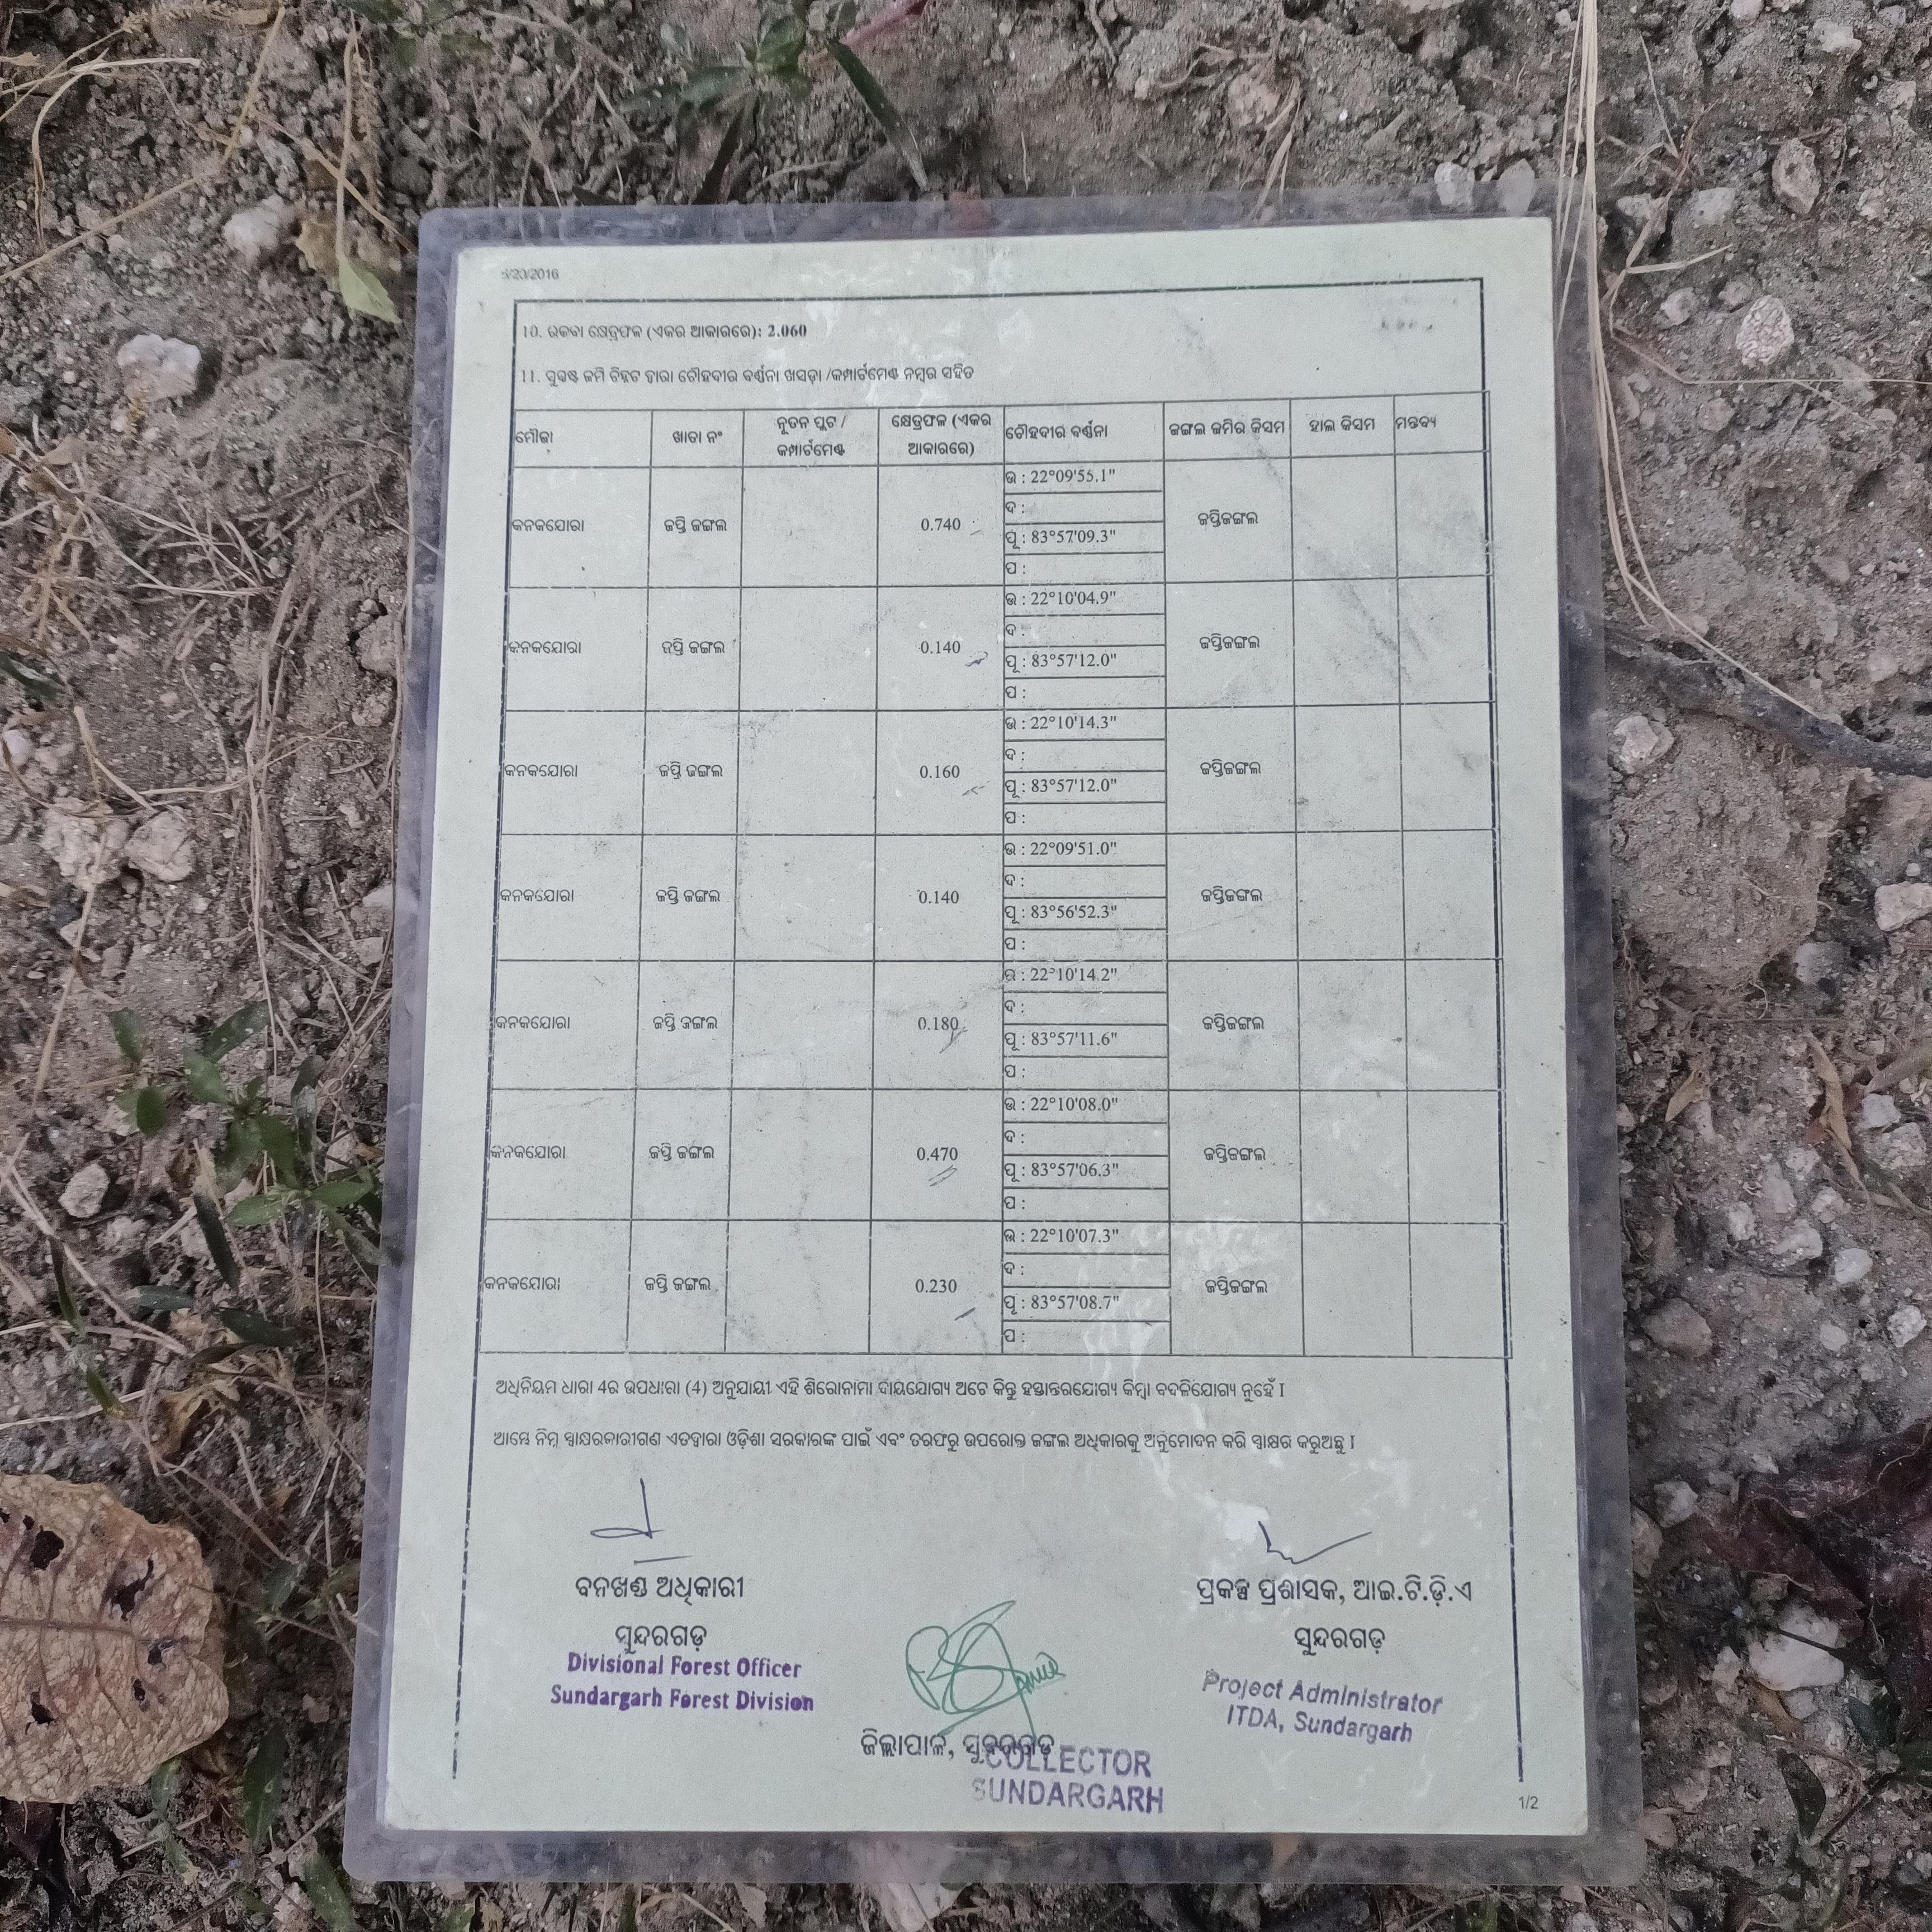 /20/2016
10. ରକବା କ୍ଷେତ୍ରଫଳ (ଏକର ଆକାରରେ): 2.060
11. ସୁସ୍ପଷ୍ଟ ଜମି ଚିହ୍ନଟ ଦ୍ୱାରା ଚୌହଦୀର ବର୍ଣ୍ଣନା ଖସଡ଼ା /କମ୍ପାର୍ଟମେଣ୍ଟ ନମ୍ବର ସହିତ
ମୌଜା ଖାତା ନଂ ନୂତନ ପ୍ଲଟ / କମ୍ପାର୍ଟମେଣ୍ଟ କ୍ଷେତ୍ରଫଳ (ଏକର ଆକାରରେ) ଚୌହଦୀର ବର୍ଣ୍ଣନା ଜଙ୍ଗଲ ଜମିର କିସମ ହାଲ କିସମ ମନ୍ତବ୍ୟ
କନକଯୋରା ଜପ୍ତି ଜଙ୍ଗଲ 0.740 ଉ : 22°09'55.1" ଜପ୍ତିଜଙ୍ଗଲ
ଦ :
ପୂ : 83°57'09.3"
ପ :
କନକଯୋରା ଜପ୍ତି ଜଙ୍ଗଲ 0.140 ଉ : 22°10'04.9" ଜପ୍ତିଜଙ୍ଗଲ
ଦ :
ପୂ : 83°57'12.0"
ପ :
କନକଯୋରା ଜପ୍ତି ଜଙ୍ଗଲ 0.160 ଉ : 22°10'14.3" ଜପ୍ତିଜଙ୍ଗଲ
ଦ :
ପୂ : 83°57'12.0"
ପ :
କନକଯୋରା ଜପ୍ତି ଜଙ୍ଗଲ 0.140 ଉ : 22°09'51.0" ଜପ୍ତିଜଙ୍ଗଲ
ଦ :
ପୂ : 83°56'52.3"
ପ :
କନକଯୋରା ଜପ୍ତି ଜଙ୍ଗଲ 0.180 ଉ : 22°10'14.2" ଜପ୍ତିଜଙ୍ଗଲ
ଦ :
ପୂ : 83°57'11.6"
ପ :
କନକଯୋରା ଜପ୍ତି ଜଙ୍ଗଲ 0.470 ଉ : 22°10'08.0" ଜପ୍ତିଜଙ୍ଗଲ
ଦ :
ପୂ : 83°57'06.3"
ପ :
କନକଯୋରା ଜପ୍ତି ଜଙ୍ଗଲ 0.230 ଉ : 22°10'07.3" ଜପ୍ତିଜଙ୍ଗଲ
ଦ :
ପୂ : 83°57'08.7"
ପ :
ଅଧିନିୟମ ଧାରା 4ର ଉପଧାରା (4) ଅନୁଯାୟୀ ଏହି ଶିରୋନାମା ଦାୟଯୋଗ୍ୟ ଅଟେ କିନ୍ତୁ ହସ୍ତାନ୍ତରଯୋଗ୍ୟ କିମ୍ବା ବଦଳିଯୋଗ୍ୟ ନୁହେଁ I
ଆମ୍ଭେ ନିମ୍ନ ସ୍ୱାକ୍ଷରକାରୀଗଣ ଏତଦ୍ୱାରା ଓଡ଼ିଶା ସରକାରଙ୍କ ପାଇଁ ଏବଂ ତରଫରୁ ଉପରୋକ୍ତ ଜଙ୍ଗଲ ଅଧିକାରକୁ ଅନୁମୋଦନ କରି ସ୍ୱାକ୍ଷର କରୁଅଛୁ I
ବନଖଣ୍ଡ ଅଧିକାରୀ
ସୁନ୍ଦରଗଡ଼
Divisional Forest Officer
Sundargarh Forest Division
ପ୍ରକଳ୍ପ ପ୍ରଶାସକ, ଆଇ.ଟି.ଡ଼ି.ଏ
ସୁନ୍ଦରଗଡ଼
Project Administrator
ITDA, Sundargarh
ଜିଲ୍ଲାପାଳ, ସୁନ୍ଦରଗଡ଼
COLLECTOR
SUNDARGARH
1/2